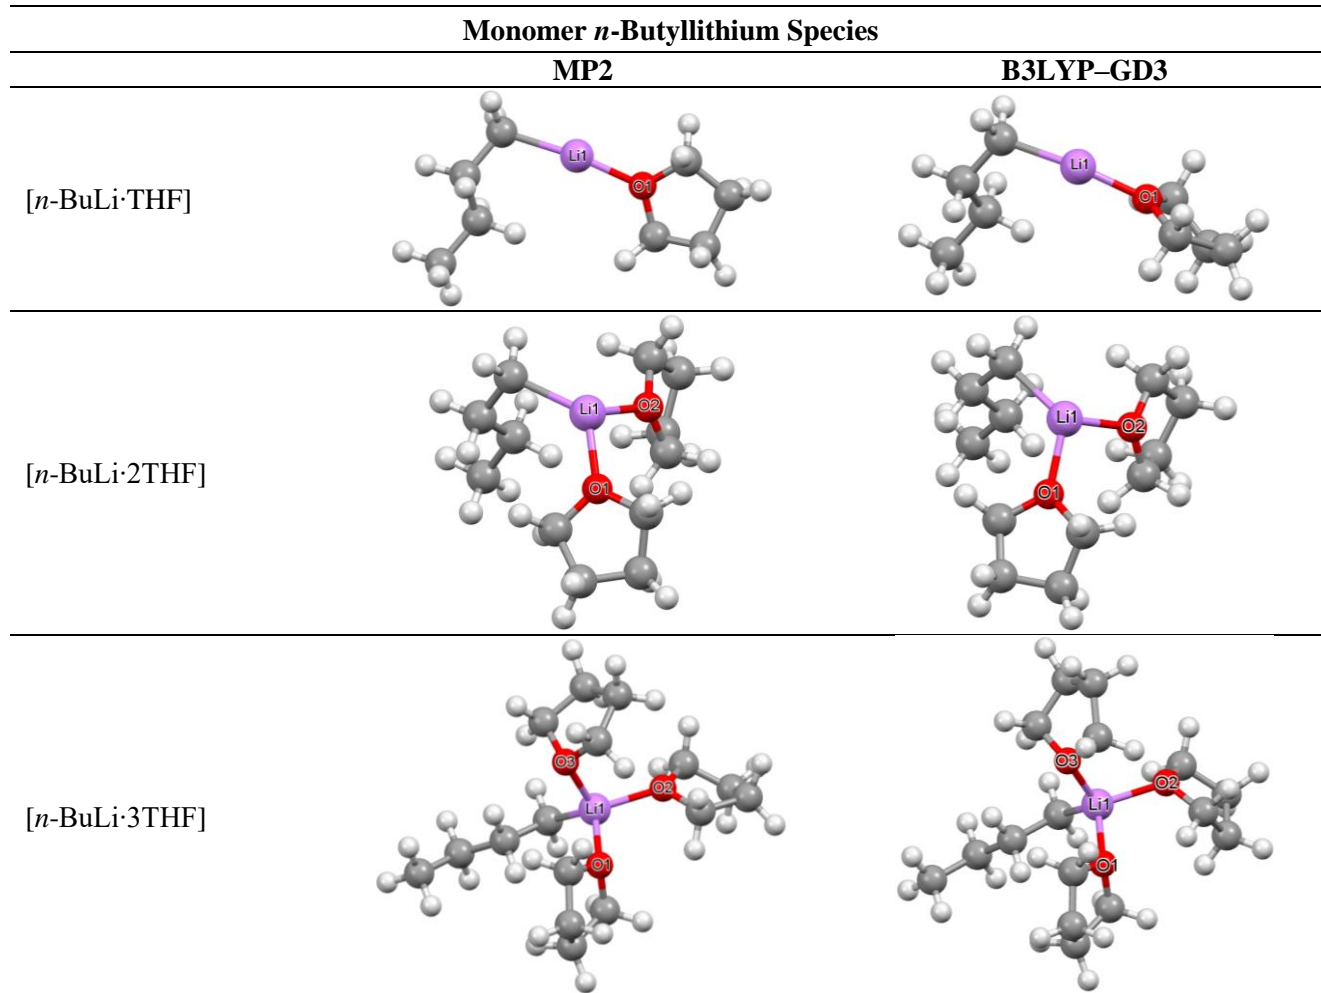 Monomer n-Butyllithium Species
MP2 B3LYP–GD3
[n-BuLi·THF]
Li1 O1
Li1 O1
[n-BuLi·2THF]
Li1 O2 O1
Li1 O2 O1
[n-BuLi·3THF]
O3 O2 Li1 O1
O3 O2 Li1 O1